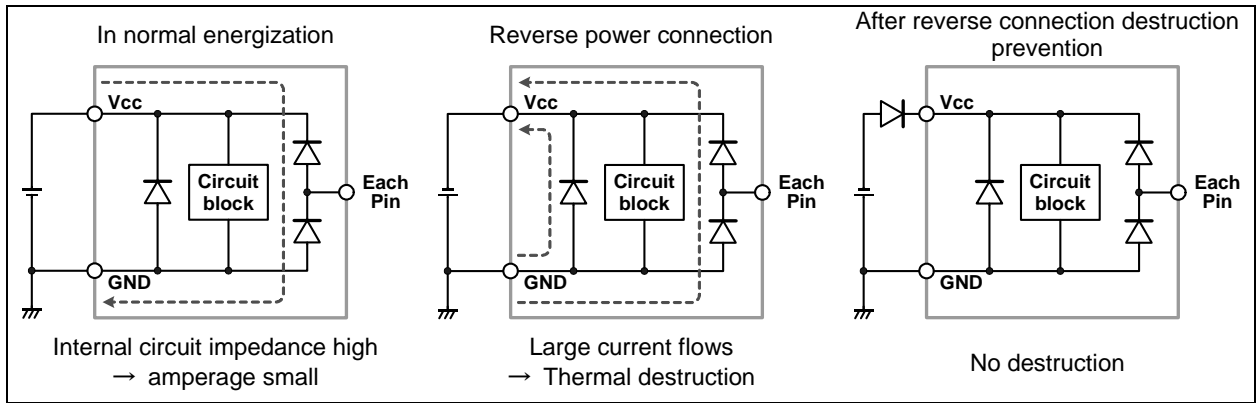 In normal energization
Vcc
Circuit
block
Each
Pin
GND
Internal circuit impedance high
→ amperage small
Reverse power connection
Vcc
Circuit
block
Each
Pin
GND
Large current flows
→ Thermal destruction
After reverse connection destruction
prevention
Vcc
Circuit
block
Each
Pin
GND
No destruction